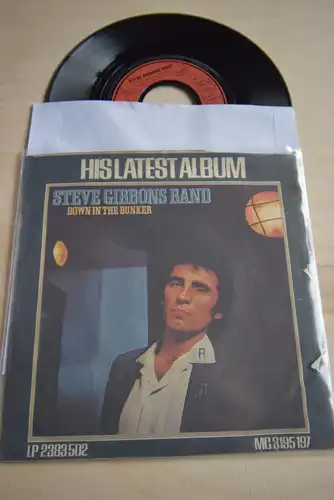 HIS LATEST ALBUM
STEVE GIBBONS BAND
DOWN IN THE BUNKER
LP 2383 502
MC 3195 197